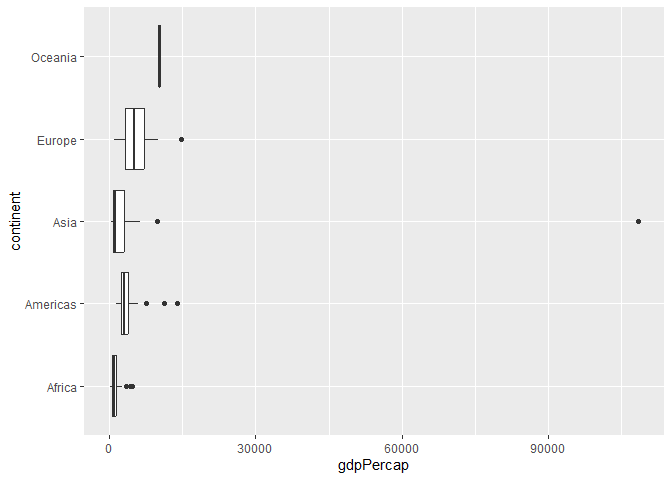 Oceania
Europe
Asia
Americas
Africa
continent
0 30000 60000 90000
gdpPercap